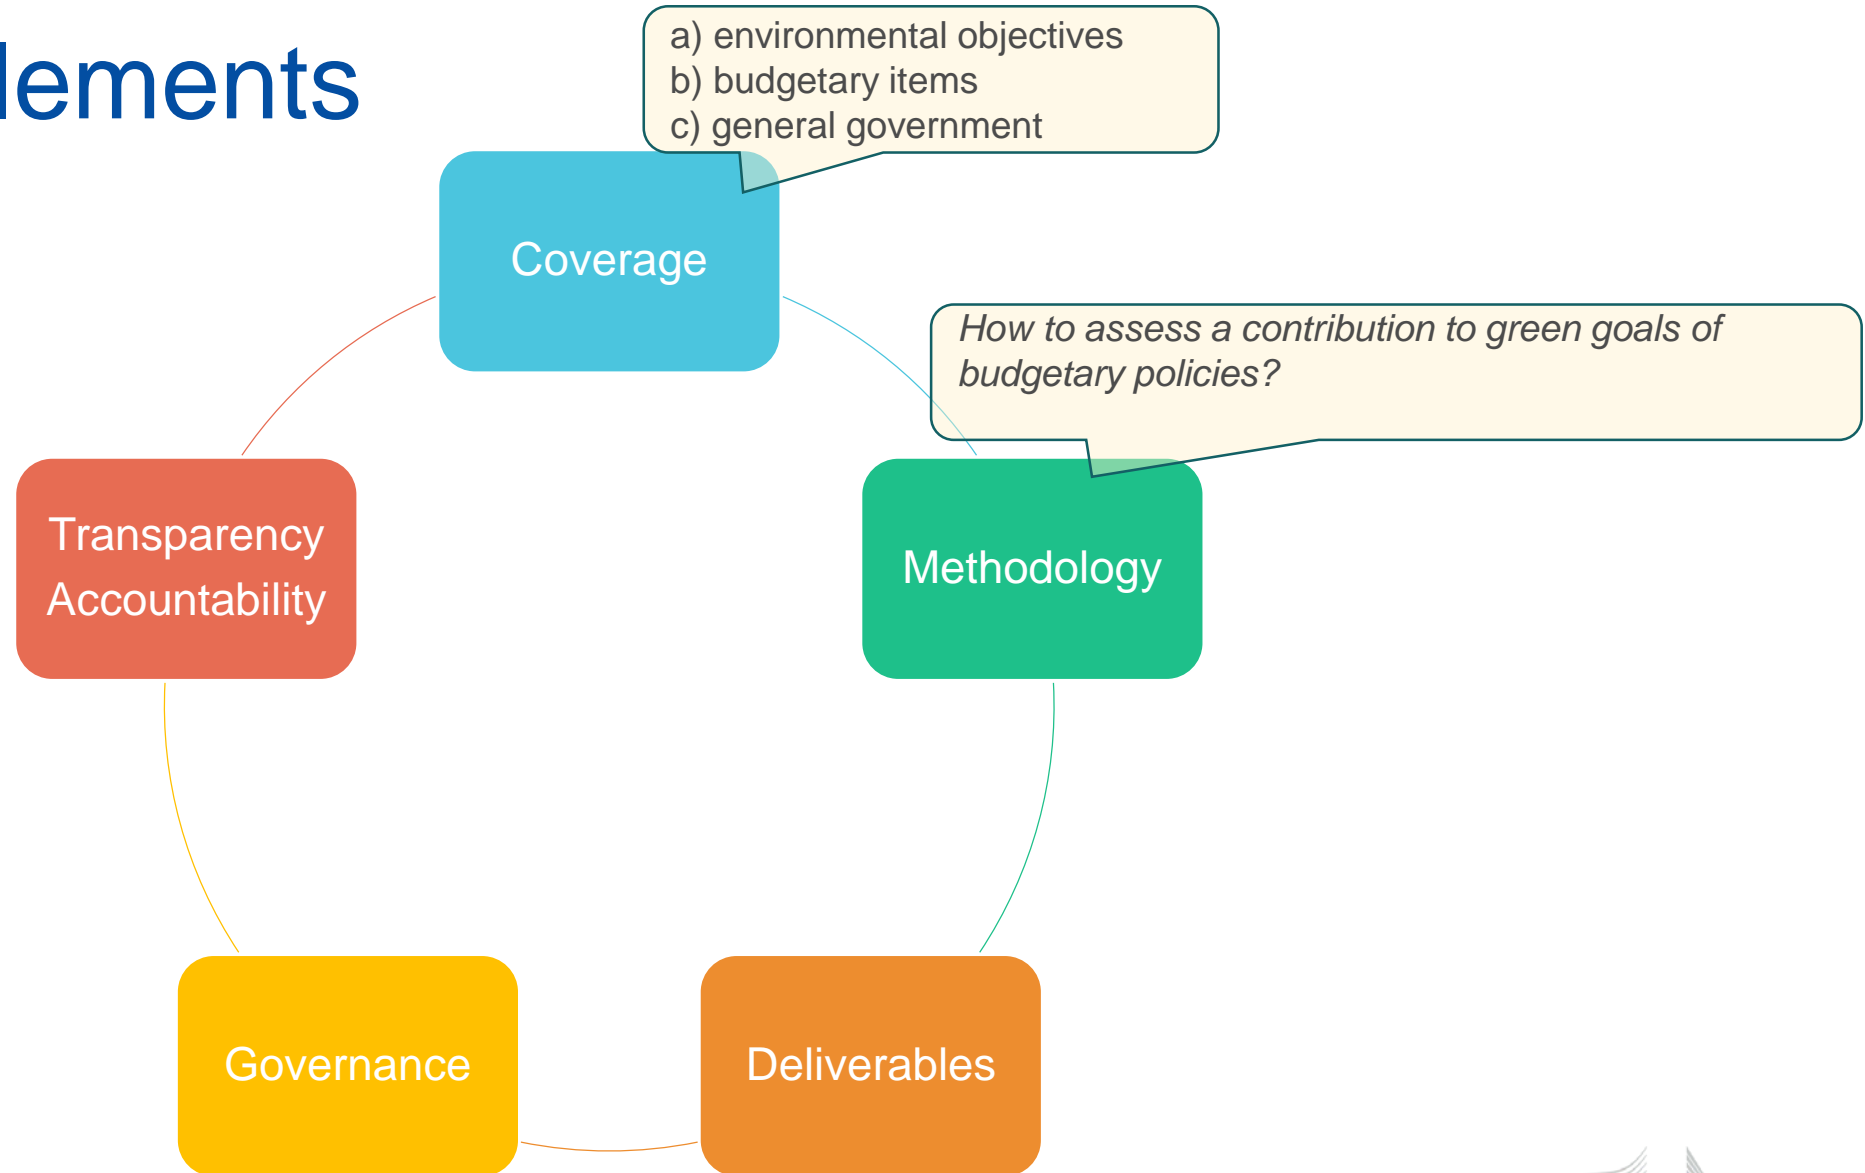 lements
a) environmental objectives
b) budgetary items
c) general government
Coverage
How to assess a contribution to green goals of
budgetary policies?
Transparency
Accountability
Methodology
Governance
Deliverables